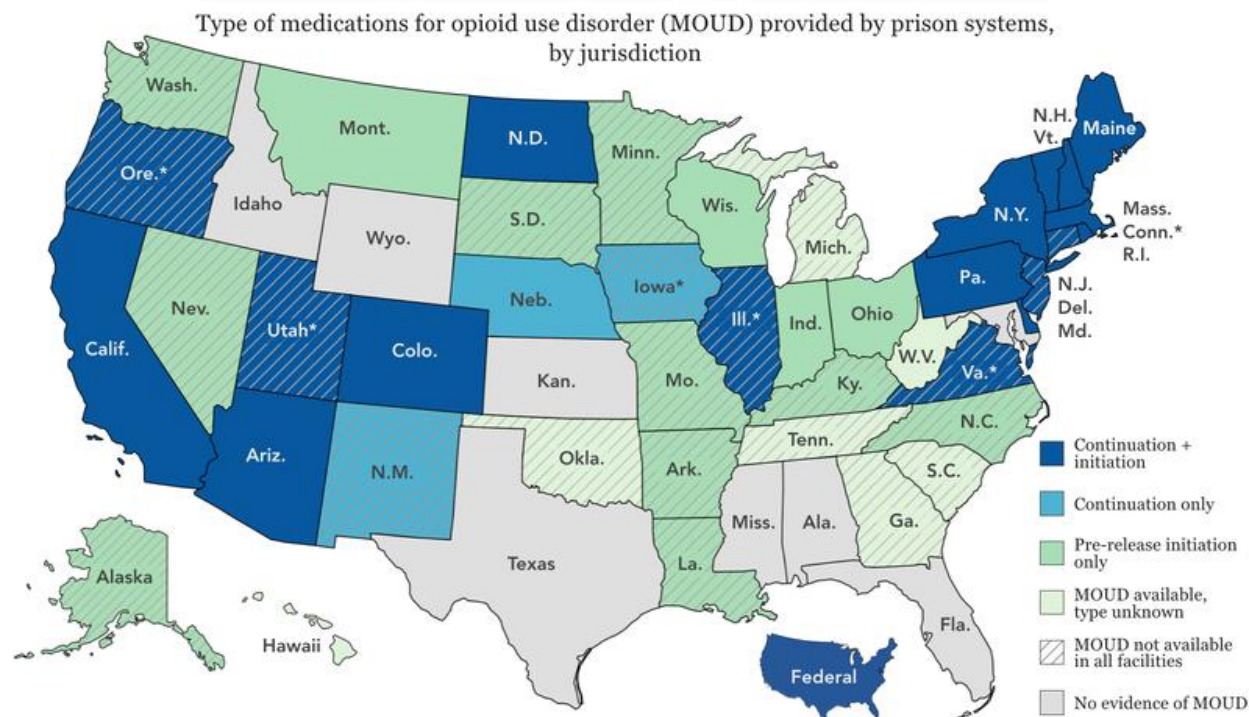 Type of medications for opioid use disorder (MOUD) provided by prison systems,
by jurisdiction
Wash.
Mont.
N.D.
Minn.
N.H.
Vt.
Maine
Ore.*
Idaho
Wyo.
S.D.
Wis.
Mich.
N.Y.
Mass.
Conn.*
R.I.
Nev.
Utah*
Colo.
Neb.
Iowa*
Ill.*
Ind.
Ohio
Pa.
N.J.
Del.
Md.
Calif.
Kan.
Mo.
Ky.
W.V.
Va.*
Ariz.
N.M.
Okla.
Ark.
Tenn.
N.C.
S.C.
Texas
La.
Miss.
Ala.
Ga.
Fla.
Alaska
Hawaii
Federal
Continuation +
initiation
Continuation only
Pre-release initiation
only
MOUD available,
type unknown
MOUD not available
in all facilities
No evidence of MOUD